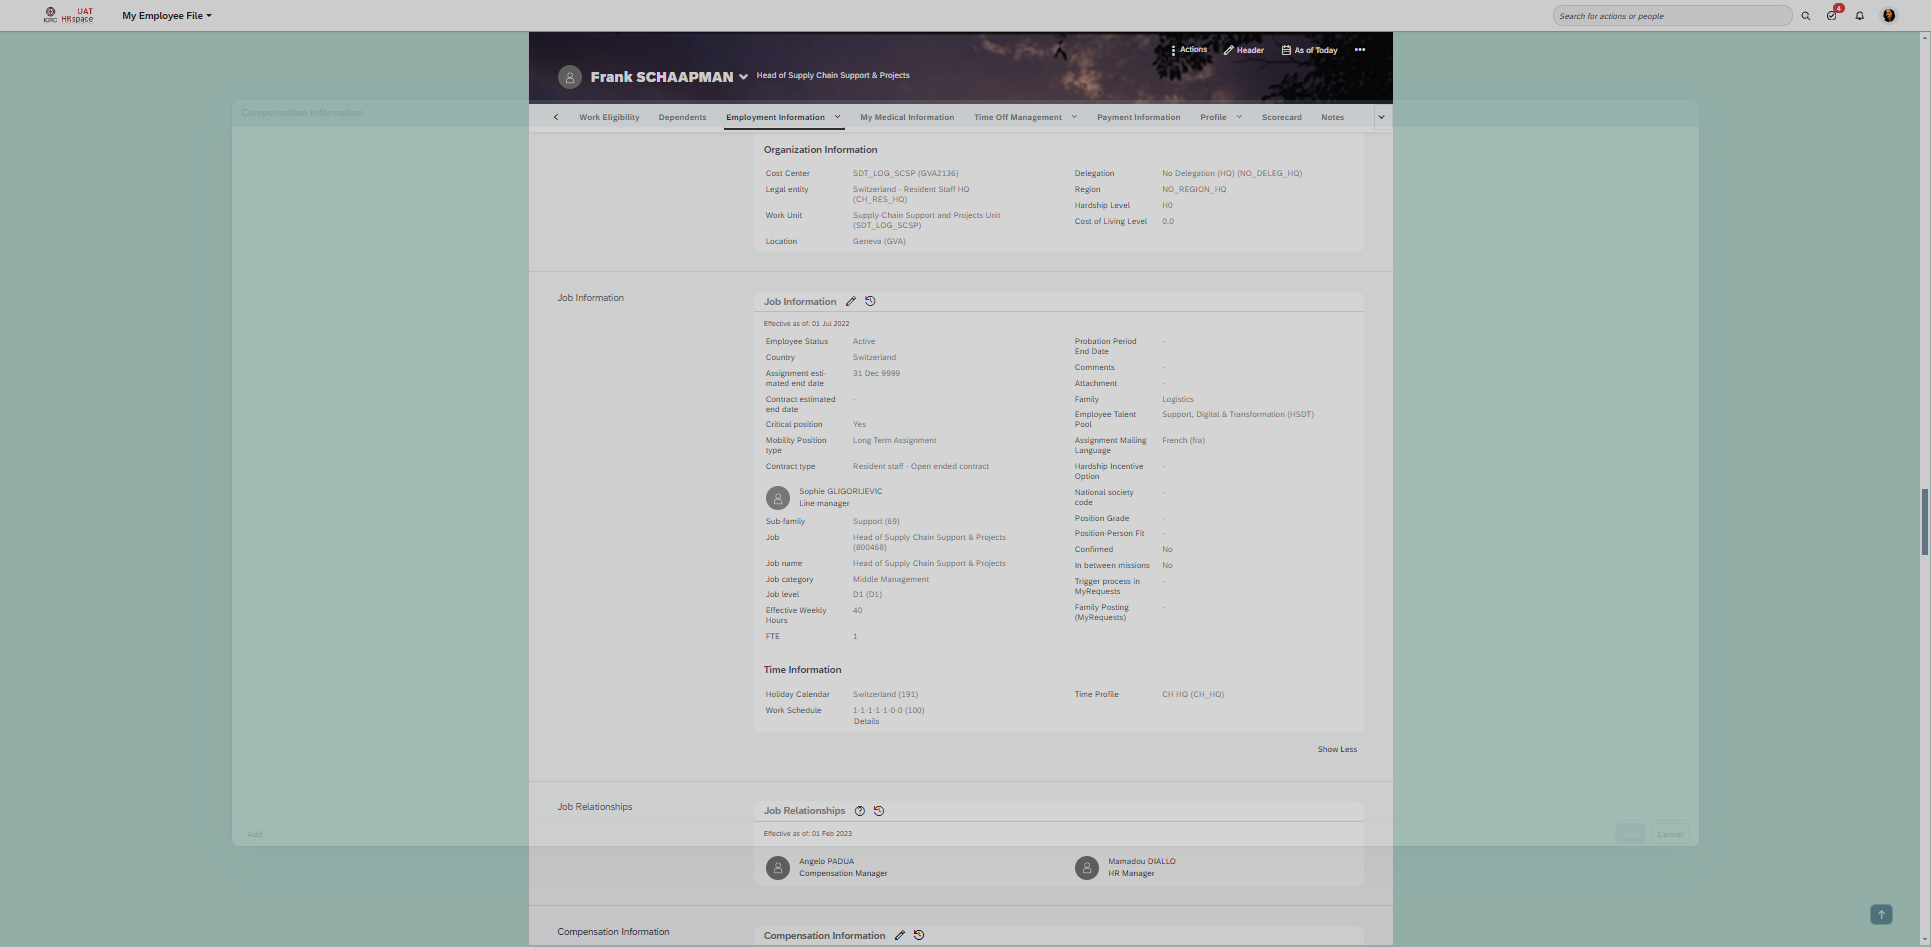 ICRC UAT HRspace
My Employee File
Search for actions or people
4
Actions Header As of Today
Frank SCHAAPMAN Head of Supply Chain Support & Projects
Compensation Information
Work Eligibility Dependents Employment Information My Medical Information Time Off Management Payment Information Profile Scorecard Notes
Organization Information
Cost Center SDT_LOG_SCSP (GVA2136)
Legal entity Switzerland - Resident Staff HQ
(CH_RES_HQ)
Work Unit Supply-Chain Support and Projects Unit
(SDT_LOG_SCSP)
Location Geneva (GVA)
Delegation No Delegation (HQ) (NO_DELEG_HQ)
Region NO_REGION_HQ
Hardship Level H0
Cost of Living Level 0.0
Job Information
Job Information
Effective as of: 01 Jul 2022
Employee Status Active
Country Switzerland
Assignment esti-
mated end date 31 Dec 9999
Contract estimated
end date -
Critical position Yes
Mobility Position
type Long Term Assignment
Contract type Resident staff - Open ended contract
Sophie GLIGORIJEVIC
Line manager
Sub-family Support (69)
Job Head of Supply Chain Support & Projects
(800468)
Job name Head of Supply Chain Support & Projects
Job category Middle Management
Job level D1 (D1)
Effective Weekly
Hours 40
FTE 1
Probation Period
End Date -
Comments -
Attachment -
Family Logistics
Employee Talent
Pool Support, Digital & Transformation (HSDT)
Assignment Mailing
Language French (fra)
Hardship Incentive
Option -
National society
code -
Position Grade -
Position-Person Fit -
Confirmed No
In between missions No
Trigger process in
MyRequests -
Family Posting
(MyRequests) -
Time Information
Holiday Calendar Switzerland (191)
Work Schedule 1-1-1-1-1-0-0 (100)
Details
Time Profile CH HQ (CH_HQ)
Show Less
Job Relationships
Job Relationships
Effective as of: 01 Feb 2023
Add
Cancel
Angelo PADUA
Compensation Manager
Mamadou DIALLO
HR Manager
Compensation Information
Compensation Information